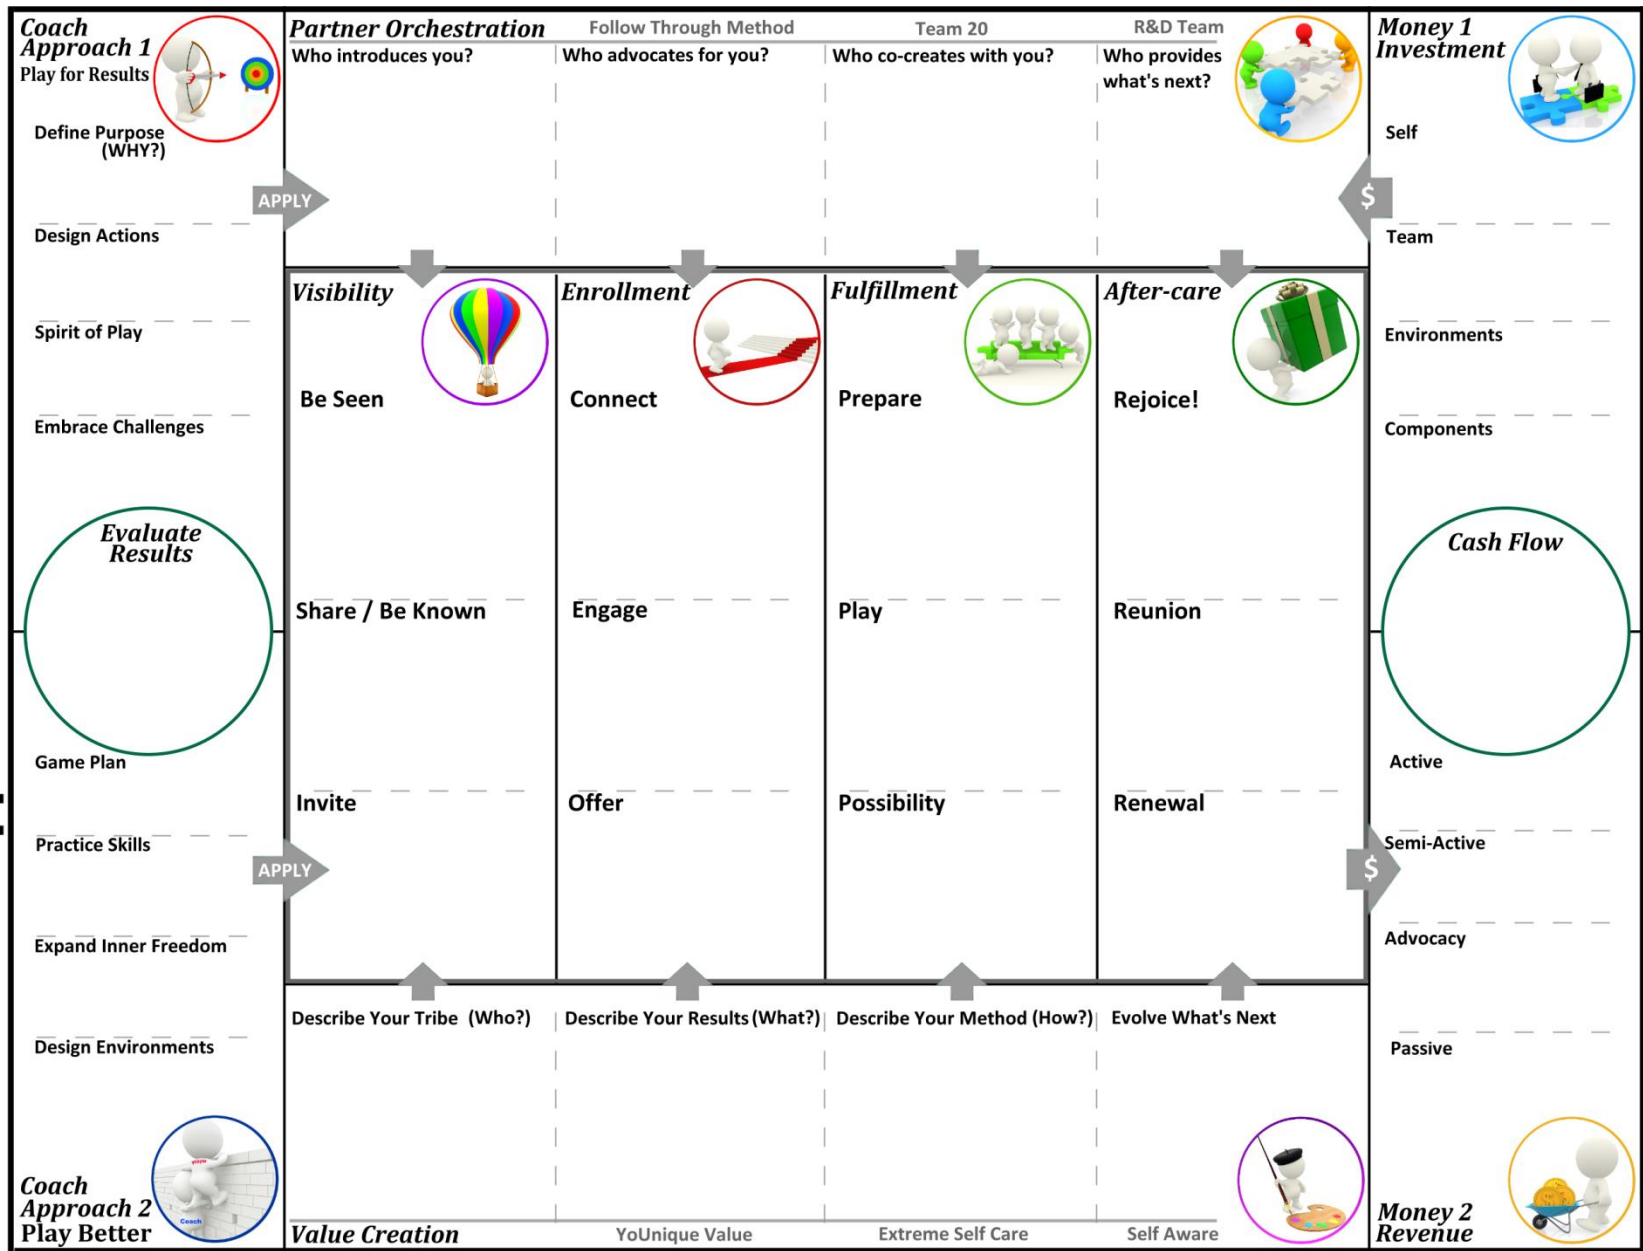 Coach
Approach 1
Play for Results
Define Purpose
(WHY?)
Design Actions
Spirit of Play
Embrace Challenges
Evaluate
Results
Game Plan
Practice Skills
Expand Inner Freedom
Design Environments
Coach
Approach 2
Play Better
APPLY
APPLY
Partner Orchestration
Follow Through Method
Team 20
R&D Team
Who introduces you?
Who advocates for you?
Who co-creates with you?
Who provides
what's next?
Visibility
Be Seen
Share / Be Known
Invite
Enrollment
Connect
Engage
Offer
Fulfillment
Prepare
Play
Possibility
After-care
Rejoice!
Reunion
Renewal
Describe Your Tribe (Who?)
Describe Your Results (What?)
Describe Your Method (How?)
Evolve What's Next
Value Creation
YoUnique Value
Extreme Self Care
Self Aware
Money 1
Investment
Self
$
Team
Environments
Components
Cash Flow
Active
Semi-Active
$
Advocacy
Passive
Money 2
Revenue
Coach